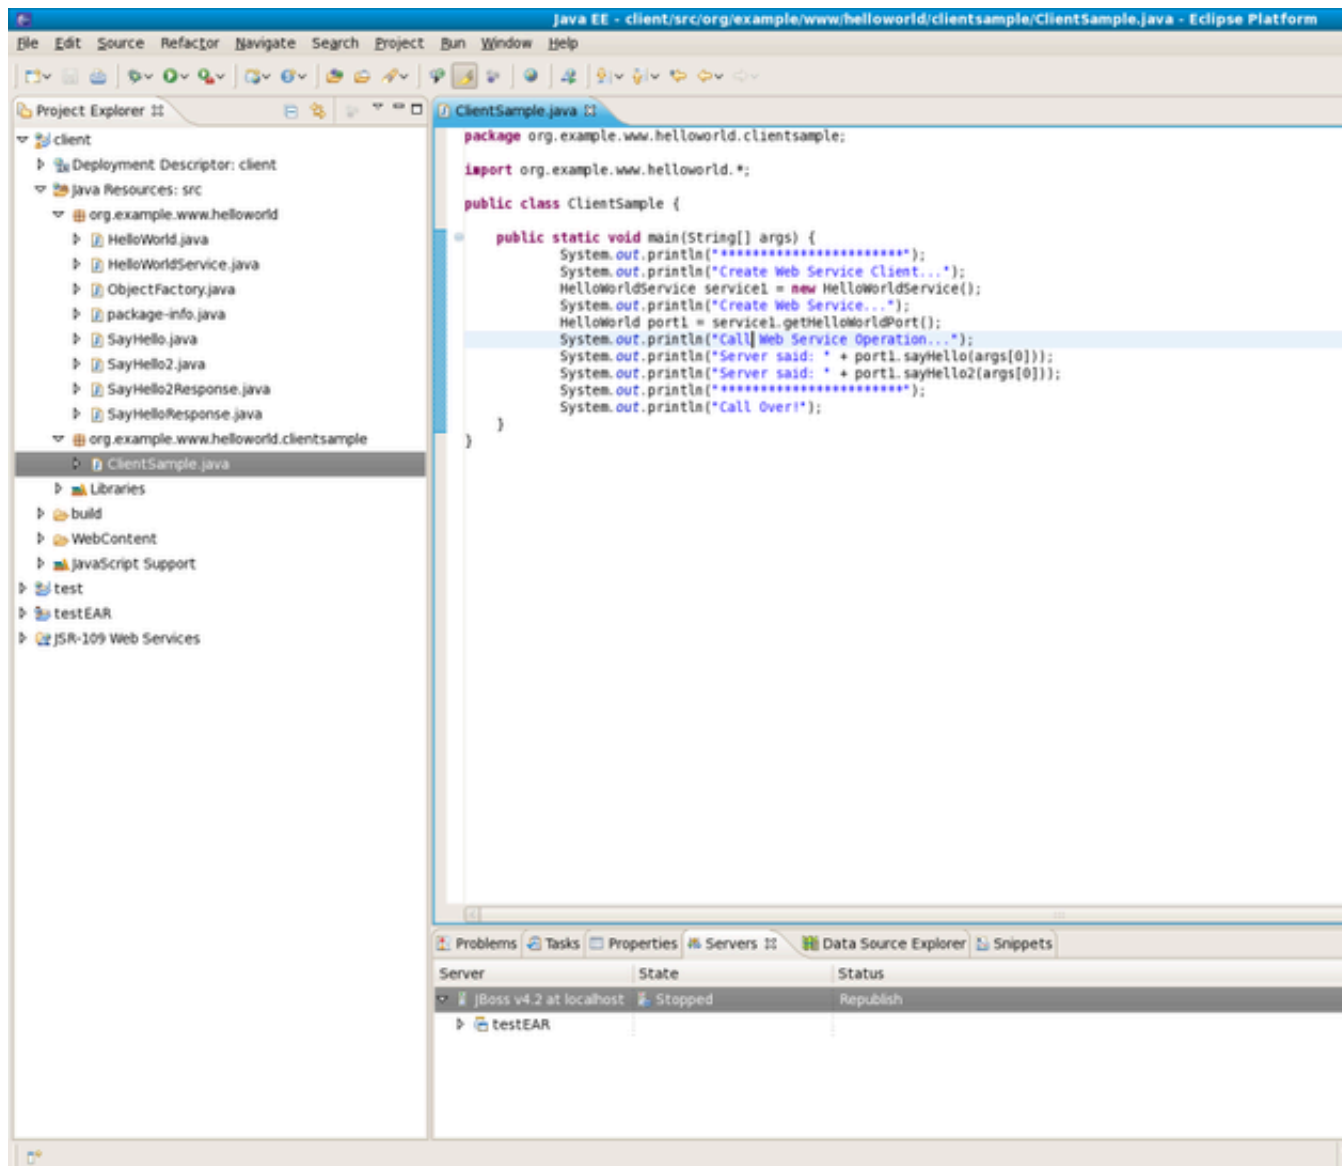 Java EE - client/src/org/example/www/helloworld/clientsample/ClientSample.java - Eclipse Platform
File Edit Source Refactor Navigate Search Project Run Window Help
Project Explorer
client
Deployment Descriptor: client
Java Resources: src
org.example.www.helloworld
HelloWorld.java
HelloWorldService.java
ObjectFactory.java
package-info.java
SayHello.java
SayHello2.java
SayHello2Response.java
SayHelloResponse.java
org.example.www.helloworld.clientsample
ClientSample.java
Libraries
build
WebContent
JavaScript Support
test
testEAR
JSR-109 Web Services
ClientSample.java
package org.example.www.helloworld.clientsample;
import org.example.www.helloworld.*;
public class ClientSample {
public static void main(String[] args) {
System.out.println("***********************");
System.out.println("Create Web Service Client...");
HelloWorldService service1 = new HelloWorldService();
System.out.println("Create Web Service...");
HelloWorld port1 = service1.getHelloWorldPort();
System.out.println("Call Web Service Operation...");
System.out.println("Server said: " + port1.sayHello(args[0]));
System.out.println("Server said: " + port1.sayHello2(args[0]));
System.out.println("***********************");
System.out.println("Call Over!");
}
}
Problems Tasks Properties Servers Data Source Explorer Snippets
Server State Status
JBoss v4.2 at localhost Stopped Republish
testEAR